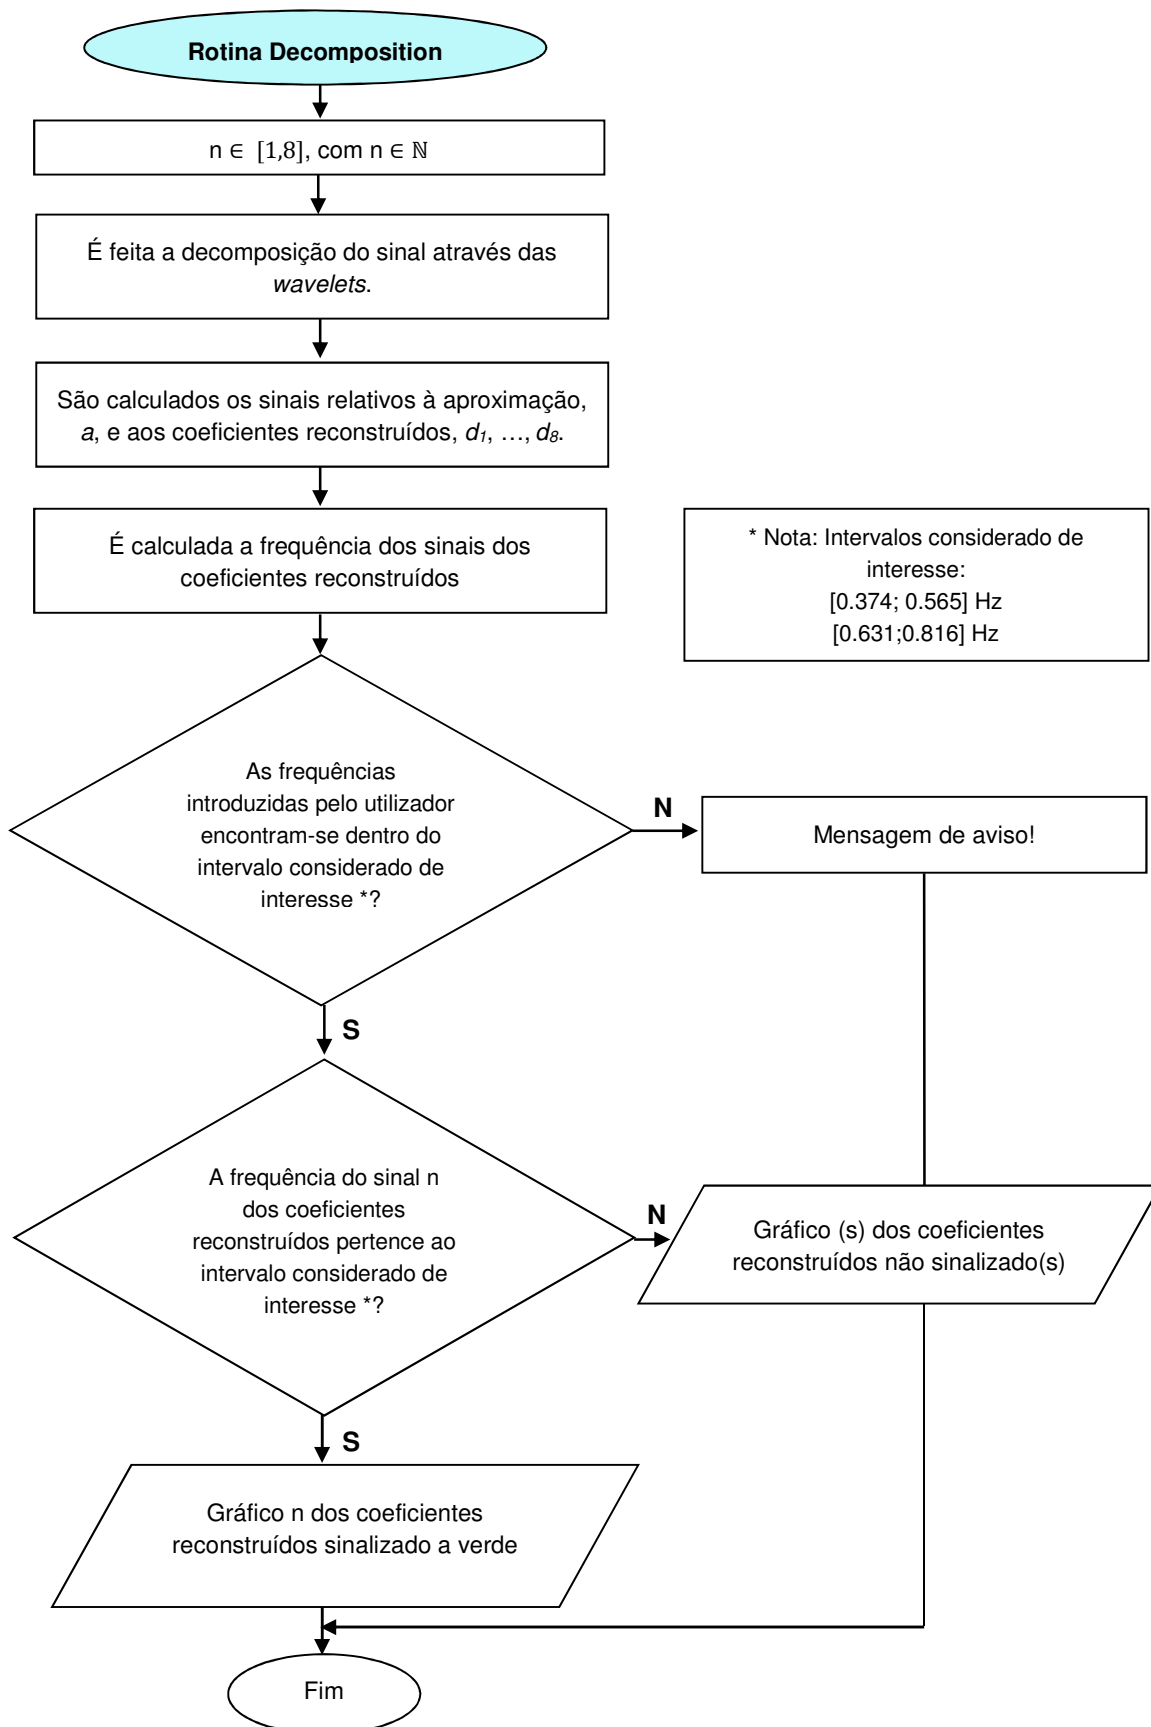 Rotina Decomposition
n ∈ [1,8], com n ∈ ℕ
É feita a decomposição do sinal através das
wavelets.
São calculados os sinais relativos à aproximação,
a, e aos coeficientes reconstruídos, d1, …, d8.
É calculada a frequência dos sinais dos
coeficientes reconstruídos
* Nota: Intervalos considerado de
interesse:
[0.374; 0.565] Hz
[0.631;0.816] Hz
As frequências
introduzidas pelo utilizador
encontram-se dentro do
intervalo considerado de
interesse *?
N
Mensagem de aviso!
S
A frequência do sinal n
dos coeficientes
reconstruídos pertence ao
intervalo considerado de
interesse *?
N
Gráfico (s) dos coeficientes
reconstruídos não sinalizado(s)
S
Gráfico n dos coeficientes
reconstruídos sinalizado a verde
Fim